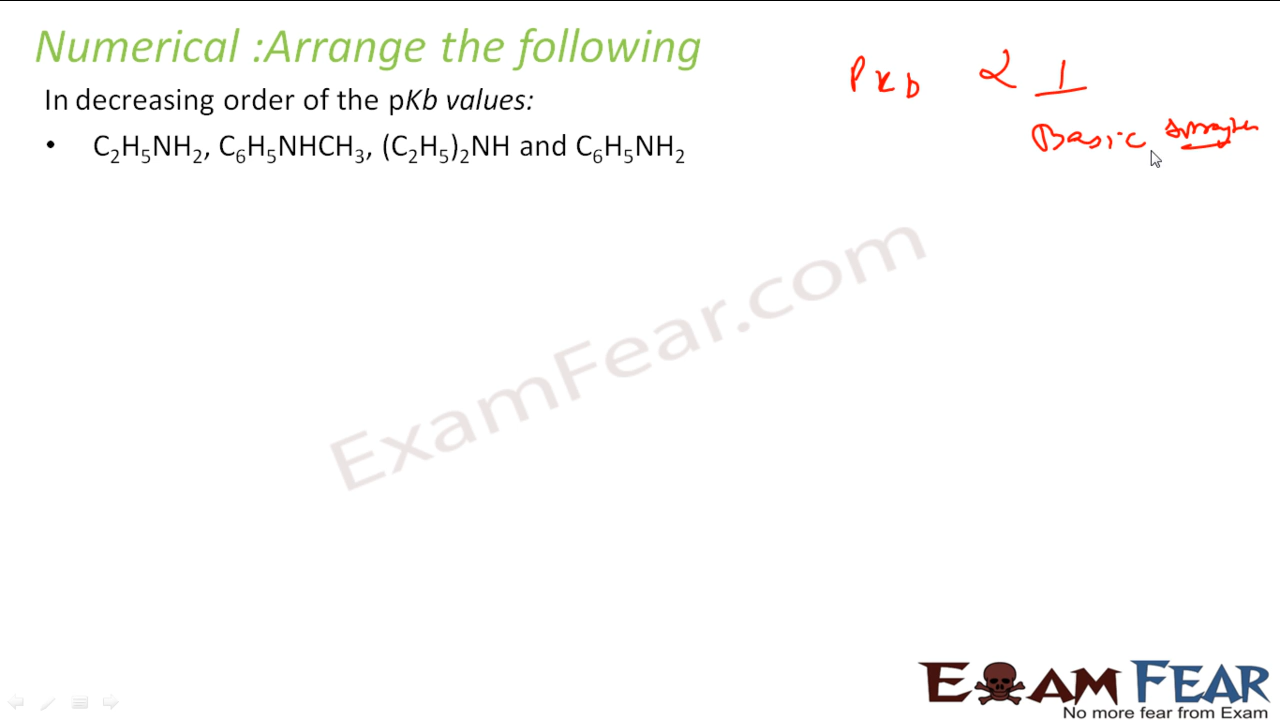 Numerical :Arrange the following
In decreasing order of the pKb values:
• C₂H₅NH₂, C₆H₅NHCH₃, (C₂H₅)₂NH and C₆H₅NH₂
PKb α 1
Basic
ExamFear.com
EXAM FEAR
No more fear from Exam